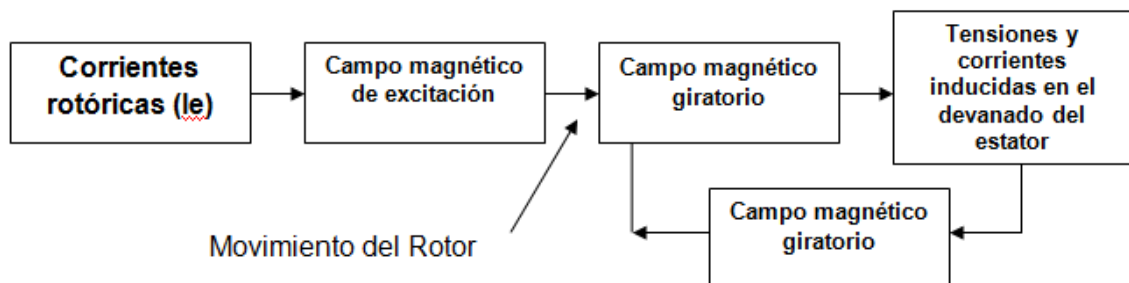 Corrientes
rotóricas (Ie)
Campo magnético
de excitación
Campo magnético
giratorio
Tensiones y
corrientes
inducidas en el
devanado del
estator
Movimiento del Rotor
Campo magnético
giratorio